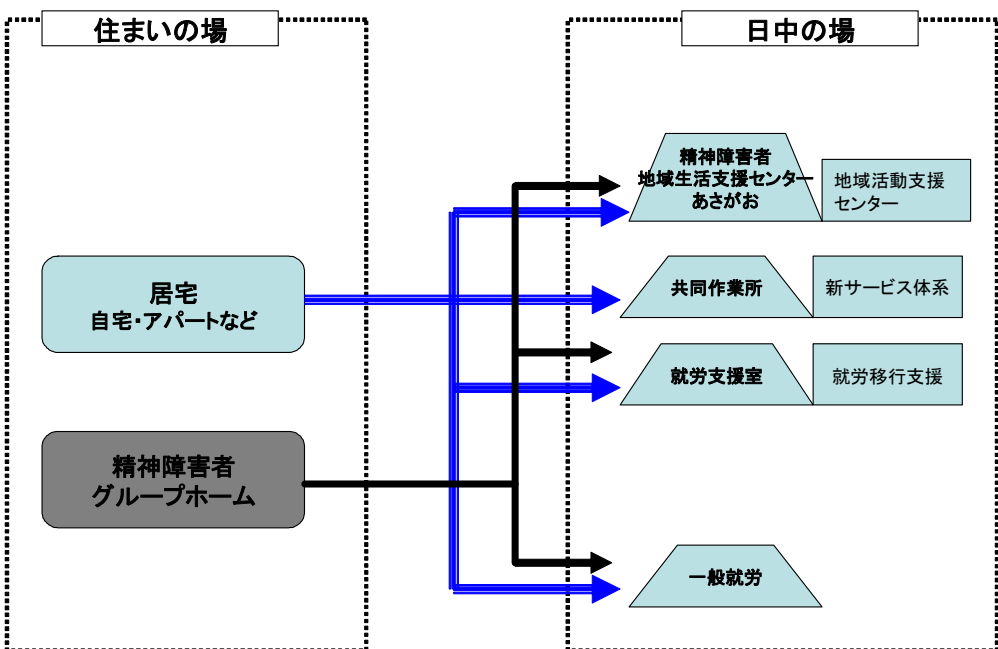 住まいの場
日中の場
精神障害者
地域生活支援センター
あさがお
地域活動支援
センター
居宅
自宅・アパートなど
共同作業所
新サービス体系
就労支援室
就労移行支援
精神障害者
グループホーム
一般就労